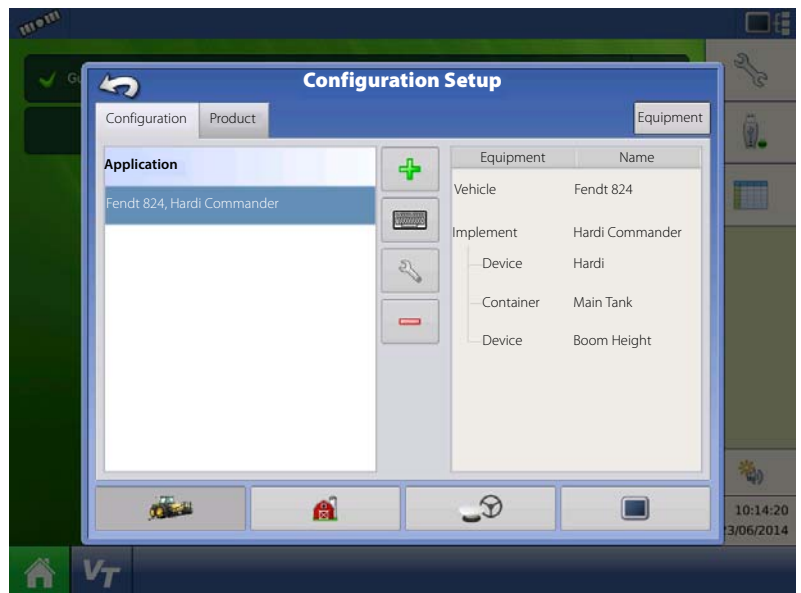 Gu
Configuration Setup
Configuration Product Equipment
Application
Fendt 824, Hardi Commander
Equipment Name
Vehicle Fendt 824
Implement Hardi Commander
Device Hardi
Container Main Tank
Device Boom Height
10:14:20
3/06/2014
VT